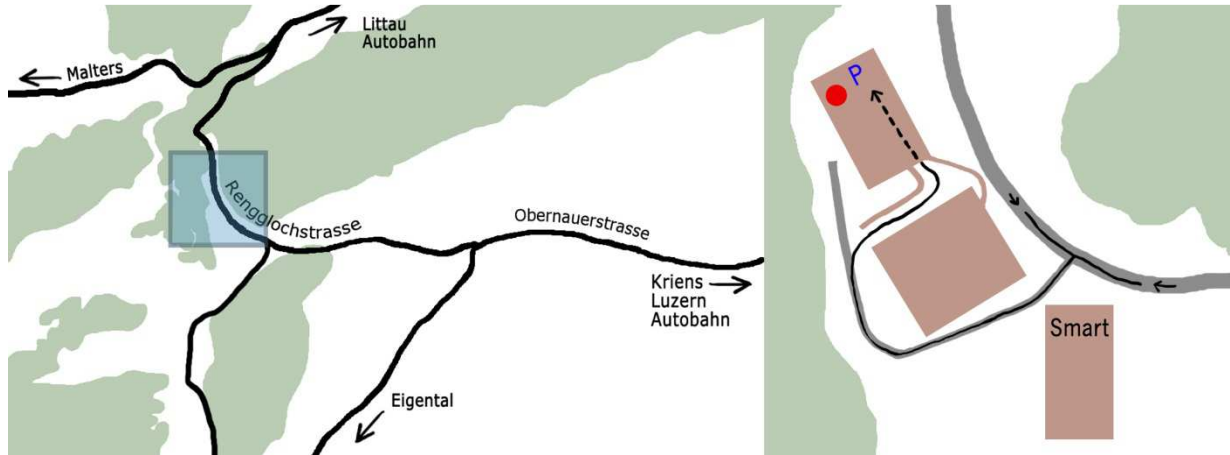 Littau
Autobahn
Malters
Rengglochstrasse
Obernauerstrasse
Kriens
Luzern
Autobahn
Eigental
P
Smart